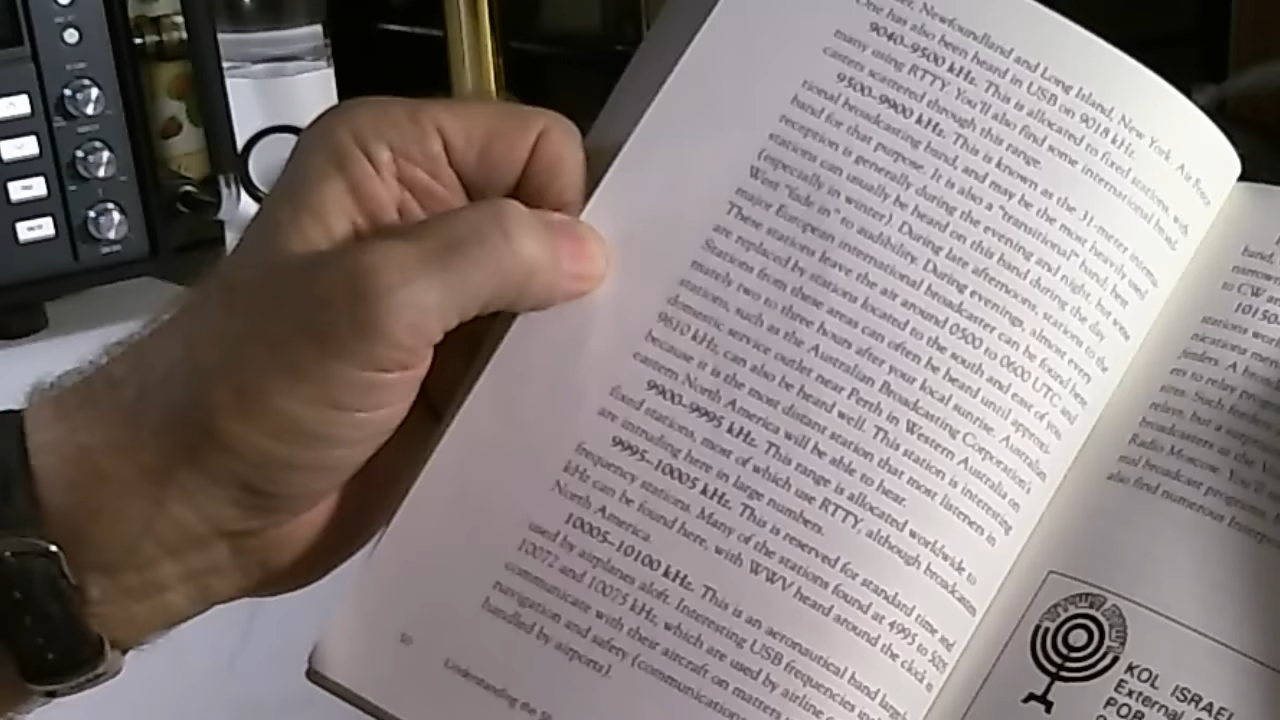 Newfoundland and Long Island, New York. Air Force
One has also been heard in USB on 9018 kHz.
9040–9500 kHz. This is allocated to fixed stations, with
many using RTTY. You'll also find some international broad-
casters scattered through this range.
9500–9900 kHz. This is known as the 31-meter interna-
tional broadcasting band, and may be the most heavily used
band for that purpose. It is also a "transitional" band; best
reception is generally during the evening and night, but some
stations can usually be heard on this band during the day
(especially in winter). During late afternoons, stations to the
West "fade in" to audibility. During evenings, almost every
major European international broadcaster can be found here.
These stations leave the air around 0500 to 0600 UTC and
are replaced by stations located to the south and east of you.
Stations from these areas can often be heard until approxi-
mately two to three hours after your local sunrise. Australian
stations, such as the Australian Broadcasting Corporation's
domestic service outlet near Perth in Western Australia on
9610 kHz, can also be heard well. This station is interesting
because it is the most distant station that most listeners in
eastern North America will be able to hear.
9900–9995 kHz. This range is allocated worldwide to
fixed stations, most of which use RTTY, although broadcasters
are intruding here in large numbers.
9995–10005 kHz. This is reserved for standard time and
frequency stations. Many of the stations found at 4995 to 5005
kHz can be found here, with WWV heard around the clock in
North America.
10005–10100 kHz. This is an aeronautical band largely
used by airplanes aloft. Interesting USB frequencies
10072 and 10075 kHz, which are used by airline
communicate with their aircraft on matters
navigation and safety (communications
handled by airports).
50
Understanding the
band.
narrow
to CW
10150-
stations
nications
feeders. A
to relay
Such feeders
relays, but a
broadcasters as the
Radio Moscow. You'll
broadcast programs,
also find numerous
KOL ISRAEL
External
POB